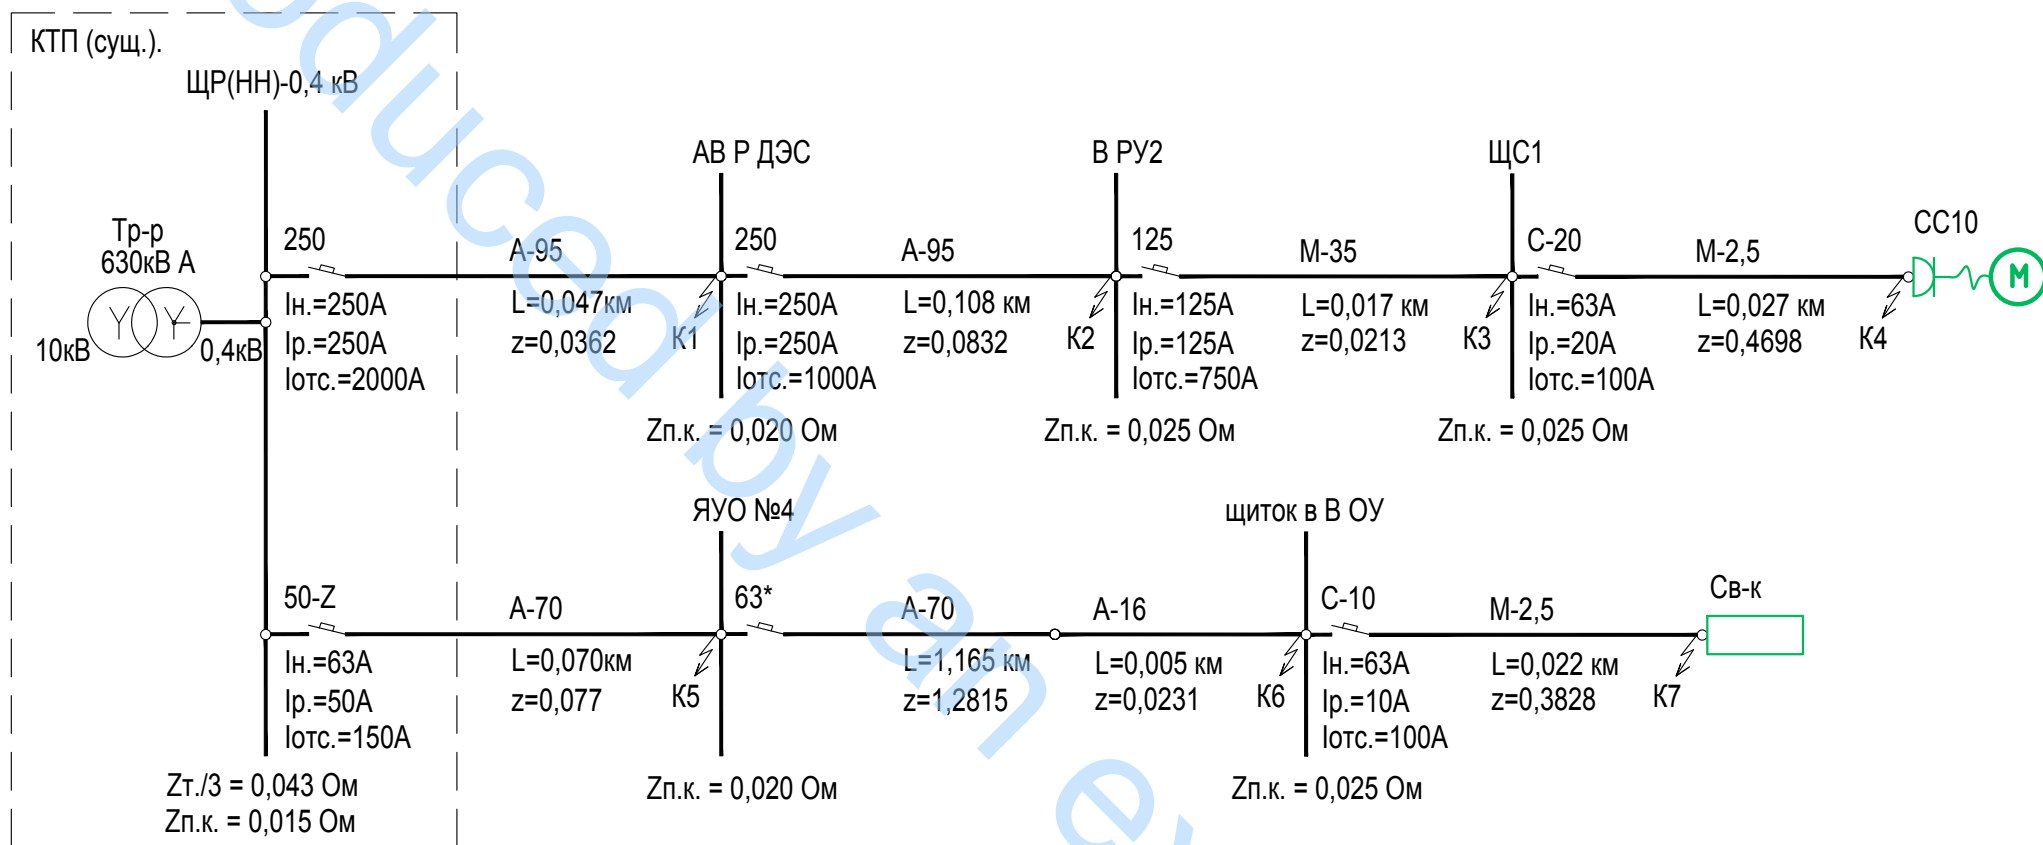 КТП (сущ.).
ЩР(НН)-0,4 кВ
Тр-р
630кВ А
10кВ
0,4кВ
250
Iн.=250А
Iр.=250А
Iотс.=2000А
А-95
L=0,047км
z=0,0362
К1
АВ Р ДЭС
250
Iн.=250А
Iр.=250А
Iотс.=1000А
Zп.к. = 0,020 Ом
А-95
L=0,108 км
z=0,0832
К2
В РУ2
125
Iн.=125А
Iр.=125А
Iотс.=750А
Zп.к. = 0,025 Ом
М-35
L=0,017 км
z=0,0213
К3
ЩС1
С-20
Iн.=63А
Iр.=20А
Iотс.=100А
Zп.к. = 0,025 Ом
М-2,5
L=0,027 км
z=0,4698
К4
СС10
М
50-Z
Iн.=63А
Iр.=50А
Iотс.=150А
Zт./3 = 0,043 Ом
Zп.к. = 0,015 Ом
А-70
L=0,070км
z=0,077
К5
ЯУО №4
63*
Zп.к. = 0,020 Ом
А-70
L=1,165 км
z=1,2815
А-16
L=0,005 км
z=0,0231
К6
щиток в В ОУ
С-10
Iн.=63А
Iр.=10А
Iотс.=100А
Zп.к. = 0,025 Ом
М-2,5
L=0,022 км
z=0,3828
К7
Св-к
oduced by an e